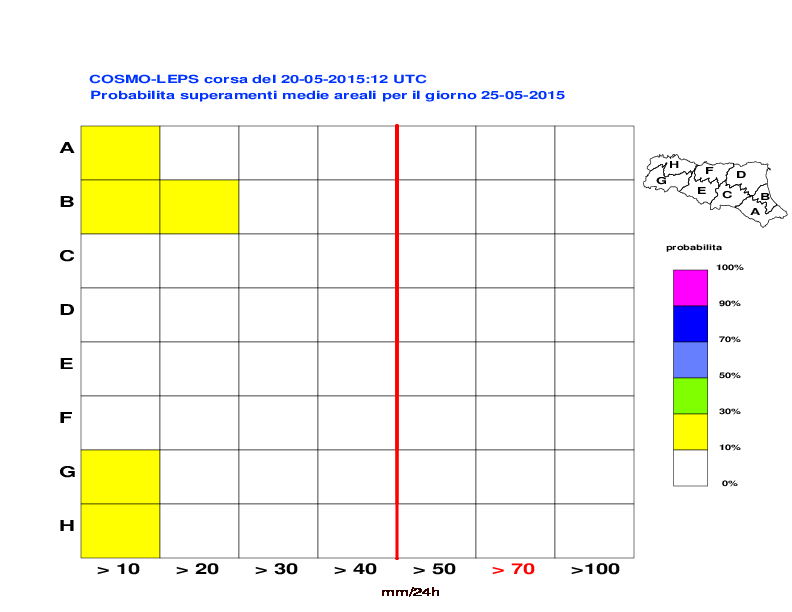 COSMO-LEPS corsa del 20-05-2015:12 UTC
Probabilita superamenti medie areali per il giorno 25-05-2015
A
B
C
D
E
F
G
H
> 10 > 20 > 30 > 40 > 50 > 70 >100
mm/24h
H F D
G E C B
A
probabilita
100%
90%
70%
50%
30%
10%
0%